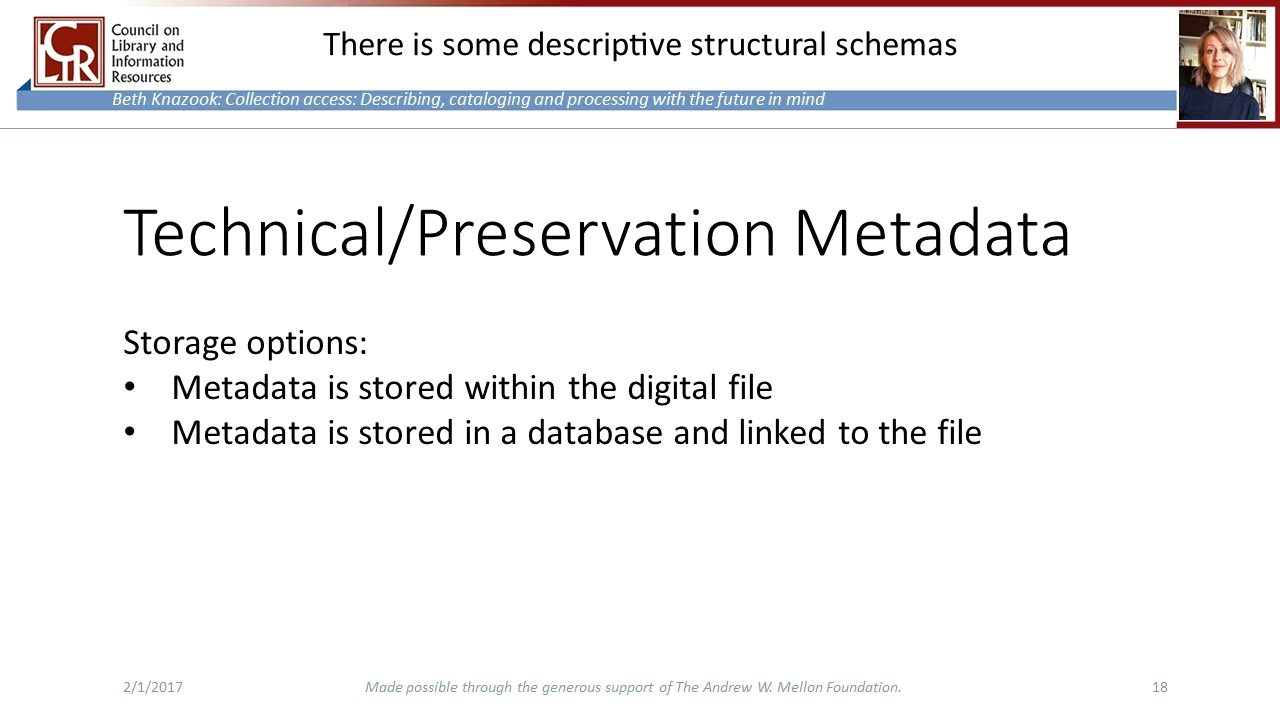 There is some descriptive structural schemas
CLIR
Council on
Library and
Information
Resources
Beth Knazook: Collection access: Describing, cataloging and processing with the future in mind
Technical/Preservation Metadata
Storage options:
• Metadata is stored within the digital file
• Metadata is stored in a database and linked to the file
2/1/2017
Made possible through the generous support of The Andrew W. Mellon Foundation.
18